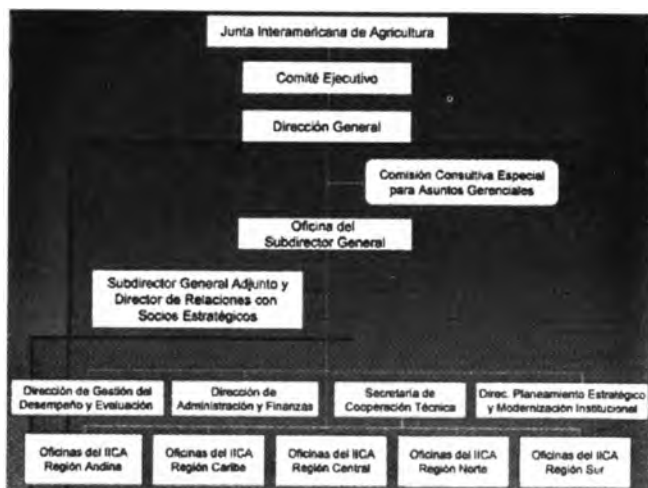 Junta Interamericana de Agricultura
Comité Ejecutivo
Dirección General
Comisión Consultiva Especial
para Asuntos Gerenciales
Oficina del
Subdirector General
Subdirector General Adjunto y
Director de Relaciones con
Socios Estratégicos
Dirección de Gestión del
Desempeño y Evaluación
Dirección de
Administración y Finanzas
Secretaría de
Cooperación Técnica
Direc. Planeamiento Estratégico
y Modernización Institucional
Oficinas del IICA
Región Andina
Oficinas del IICA
Región Caribe
Oficinas del IICA
Región Central
Oficinas del IICA
Región Norte
Oficinas del IICA
Región Sur